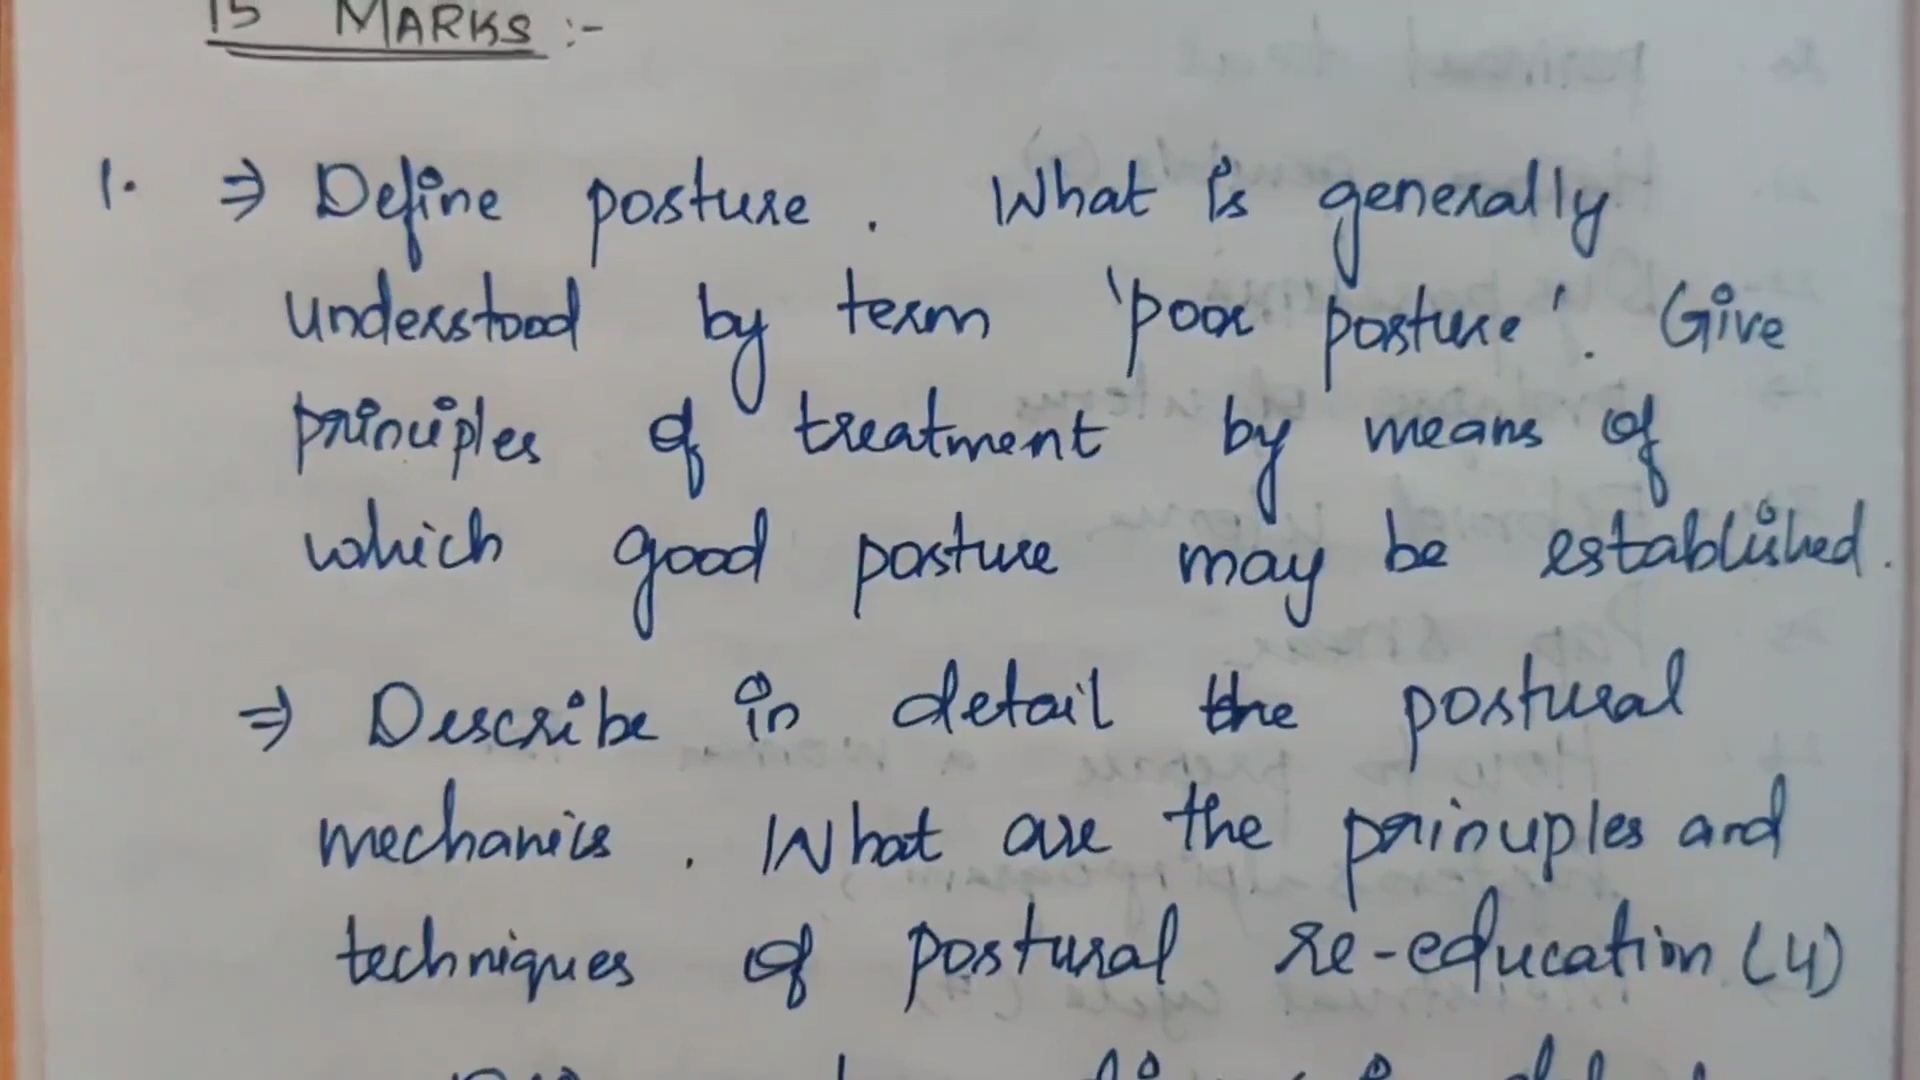 15 MARKS :-
1. ⇒ Define posture. What is generally
understood by term 'poor posture'. Give
principles of treatment by means of
which good posture may be established.
⇒ Describe in detail the postural
mechanics. What are the principles and
techniques of postural re-education (4)